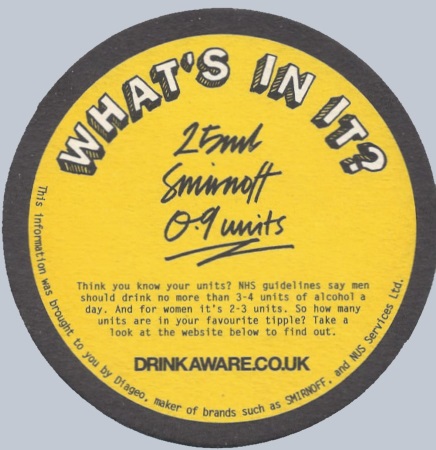 WHAT'S IN IT?
25ml
Smirnoff
0.9 units
Think you know your units? NHS guidelines say men
should drink no more than 3-4 units of alcohol a
day. And for women it's 2-3 units. So how many
units are in your favourite tipple? Take a
look at the website below to find out.
DRINKAWARE.CO.UK
This information was brought to you by Diageo, maker of brands such as SMIRNOFF, and NUS Services Ltd.